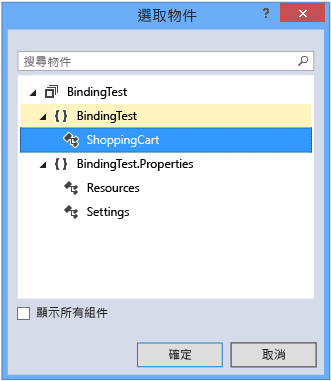 選取物件
搜尋物件
BindingTest
{ } BindingTest
ShoppingCart
{ } BindingTest.Properties
Resources
Settings
顯示所有組件
確定
取消